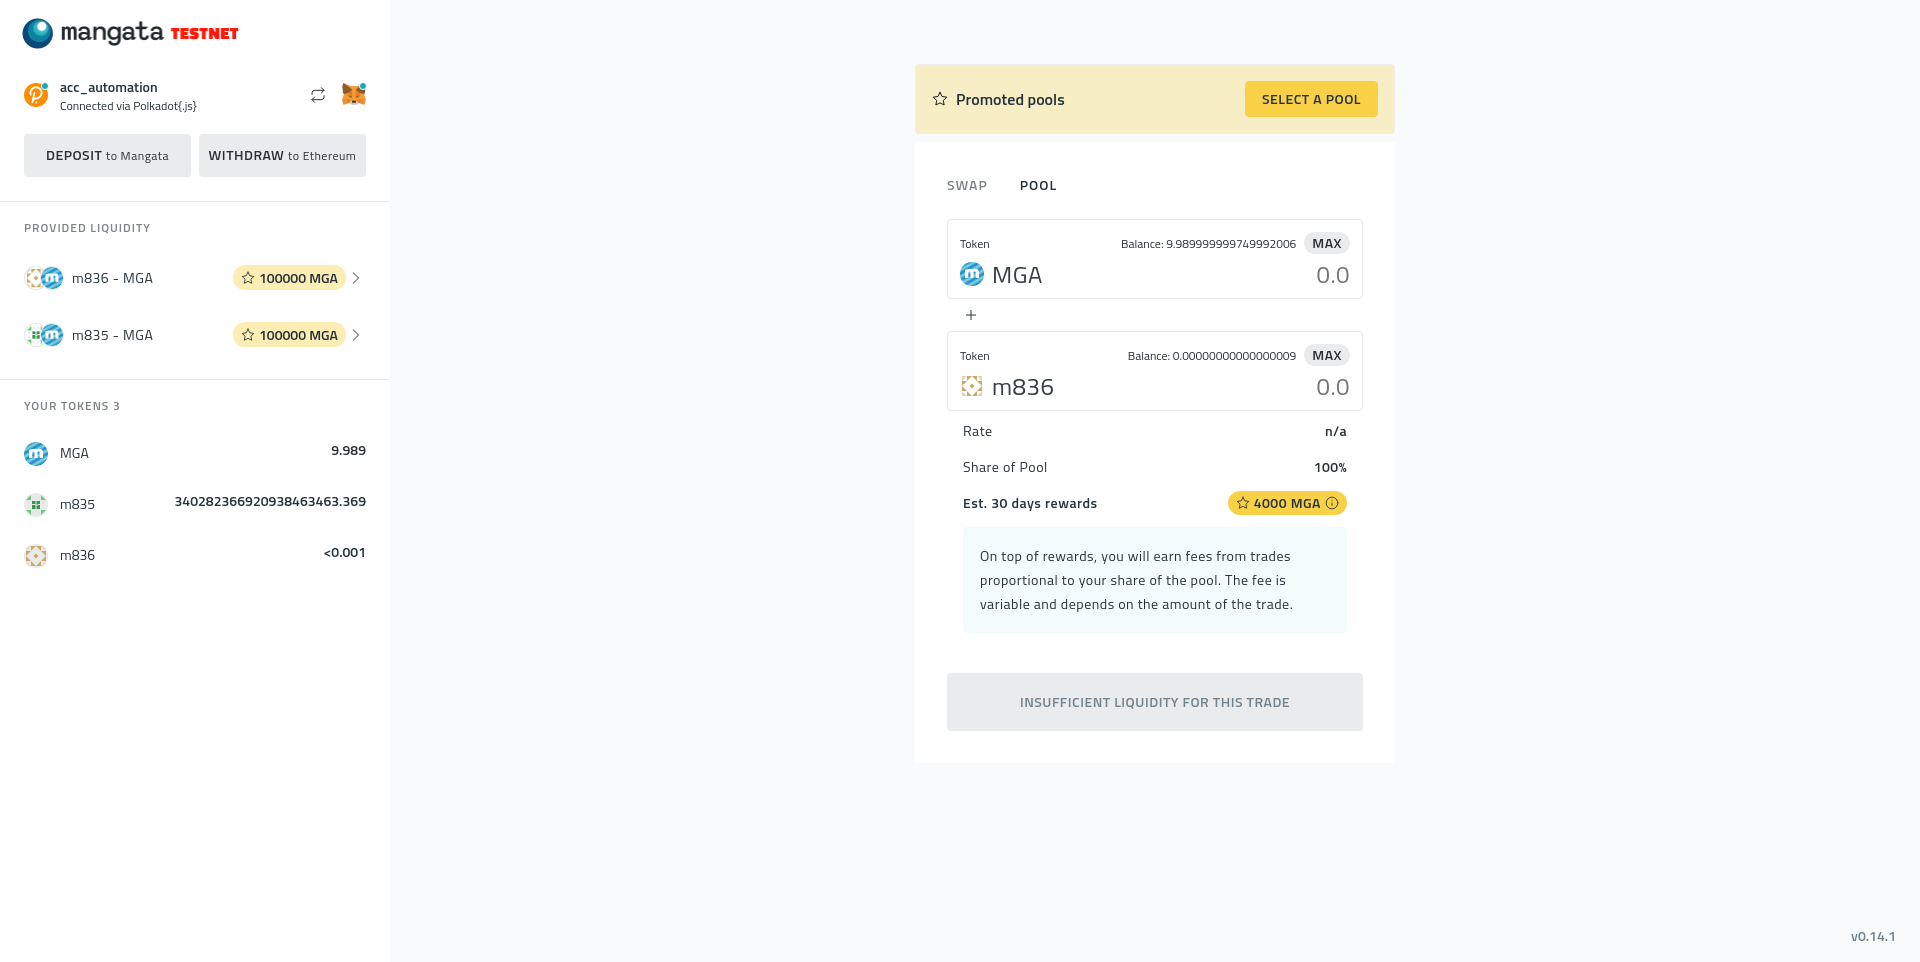 mangata TESTNET
acc_automation
Connected via Polkadot{.js}
DEPOSIT to Mangata
WITHDRAW to Ethereum
PROVIDED LIQUIDITY
m836 - MGA 100000 MGA
m835 - MGA 100000 MGA
YOUR TOKENS 3
MGA 9.989
m835 340282366920938463463.369
m836 <0.001
Promoted pools SELECT A POOL
SWAP POOL
Token Balance: 9.989999999749992006 MAX
MGA 0.0
+
Token Balance: 0.00000000000000009 MAX
m836 0.0
Rate n/a
Share of Pool 100%
Est. 30 days rewards 4000 MGA
On top of rewards, you will earn fees from trades
proportional to your share of the pool. The fee is
variable and depends on the amount of the trade.
INSUFFICIENT LIQUIDITY FOR THIS TRADE
v0.14.1